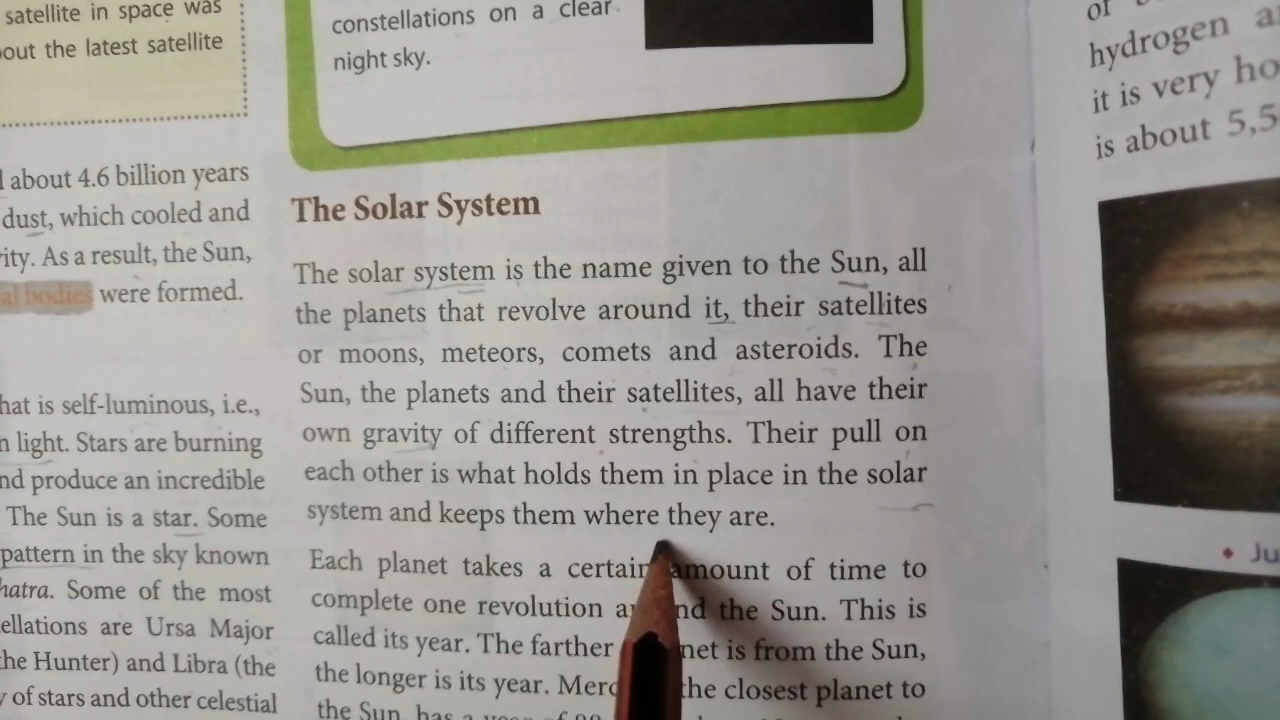 satellite in space was
out the latest satellite
about 4.6 billion years
dust, which cooled and
As a result, the Sun,
al bodies were formed.
hat is self-luminous, i.e.,
n light. Stars are burning
nd produce an incredible
The Sun is a star. Some
pattern in the sky known
hatra. Some of the most
ellations are Ursa Major
the Hunter) and Libra (the
y of stars and other celestial
constellations on a clear
night sky.
The Solar System
The solar system is the name given to the Sun, all
the planets that revolve around it, their satellites
or moons, meteors, comets and asteroids. The
Sun, the planets and their satellites, all have their
own gravity of different strengths. Their pull on
each other is what holds them in place in the solar
system and keeps them where they are.
Each planet takes a certain amount of time to
complete one revolution a nd the Sun. This is
called its year. The farther net is from the Sun,
the longer is its year. Merc the closest planet to
the Sun, has a year of
of
hydrogen a
it is very ho
is about 5,5
Ju